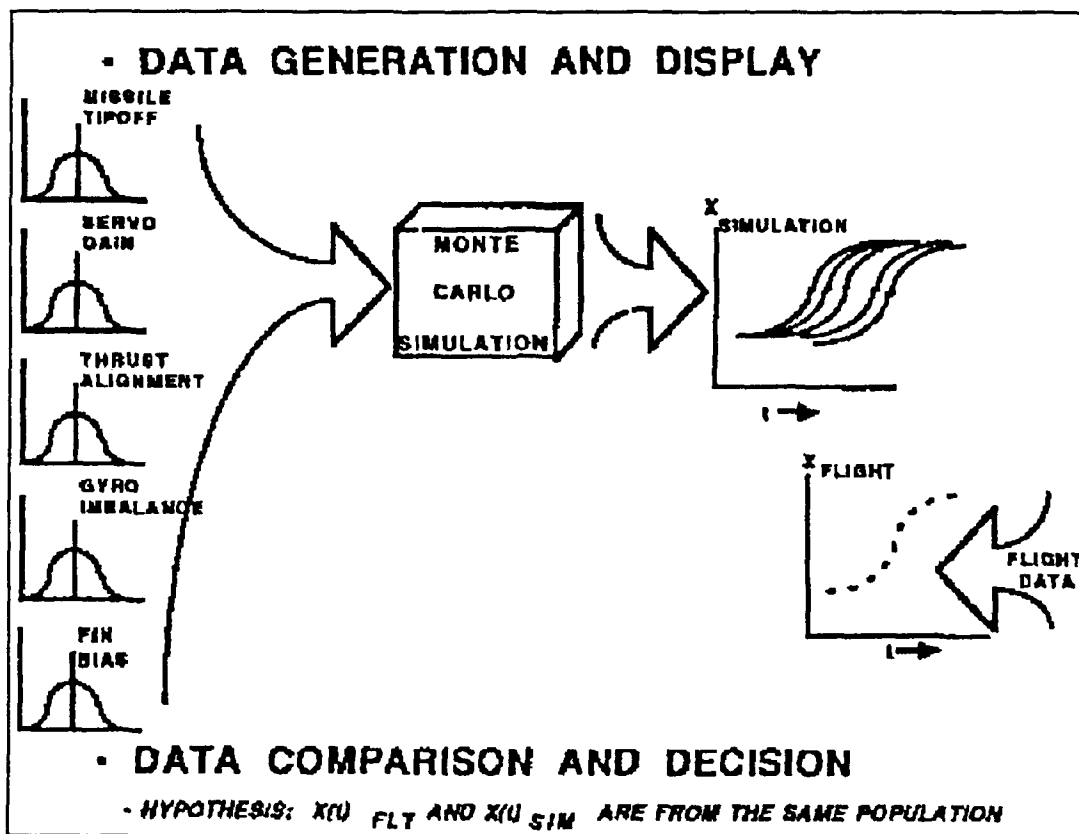 - DATA GENERATION AND DISPLAY
MISSILE
TIPOFF
SERVO
GAIN
THRUST
ALIGNMENT
GYRO
IMBALANCE
FIN
BIAS
MONTE
CARLO
SIMULATION
X
SIMULATION
t
X
FLIGHT
FLIGHT
DATA
t
- DATA COMPARISON AND DECISION
- HYPOTHESIS: X(t) FLT AND X(t) SIM ARE FROM THE SAME POPULATION